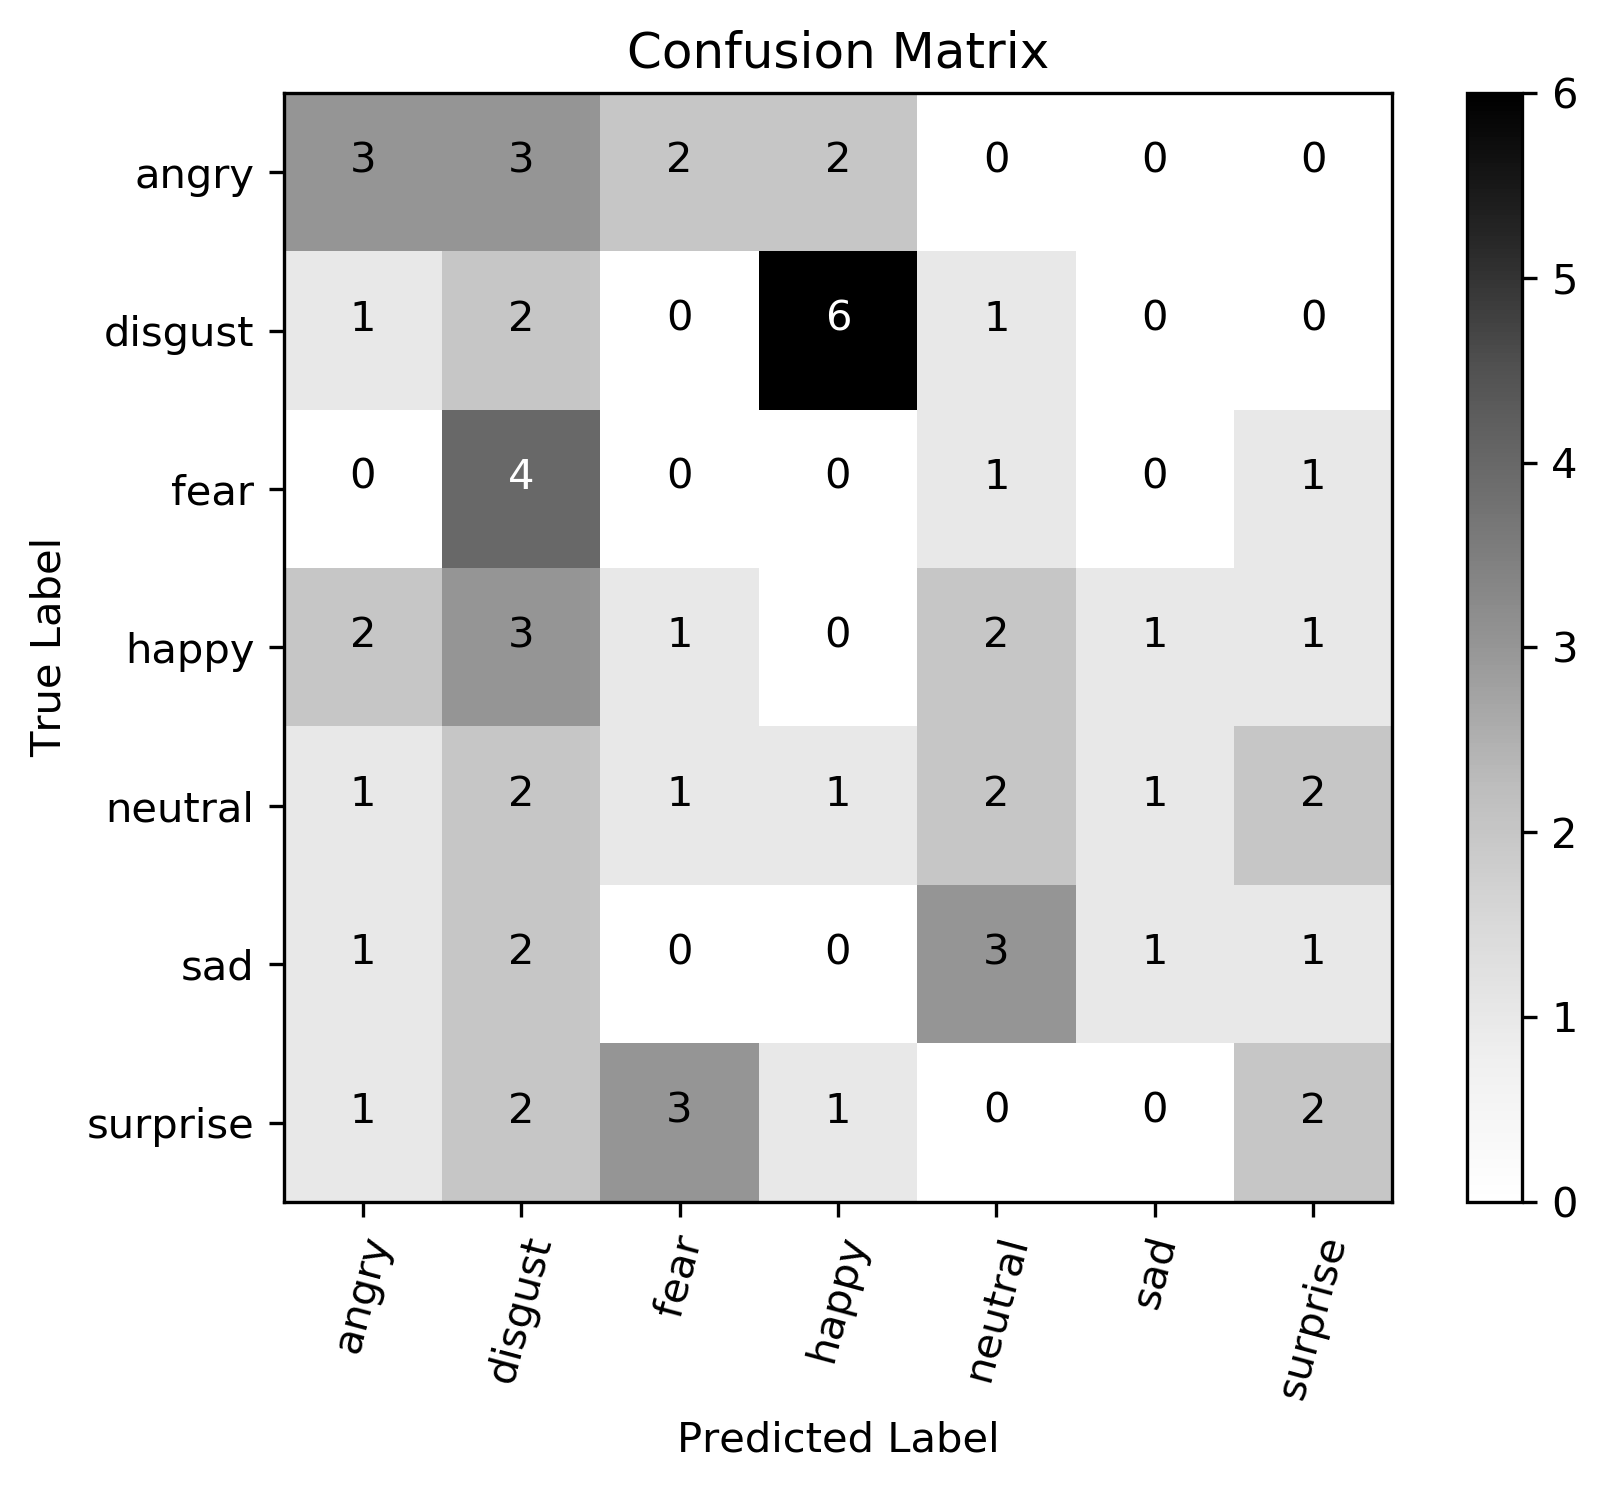 Confusion Matrix
angry 3 3 2 2 0 0 0
disgust 1 2 0 6 1 0 0
fear 0 4 0 0 1 0 1
happy 2 3 1 0 2 1 1
neutral 1 2 1 1 2 1 2
sad 1 2 0 0 3 1 1
surprise 1 2 3 1 0 0 2
angry disgust fear happy neutral sad surprise
Predicted Label
True Label
6
5
4
3
2
1
0